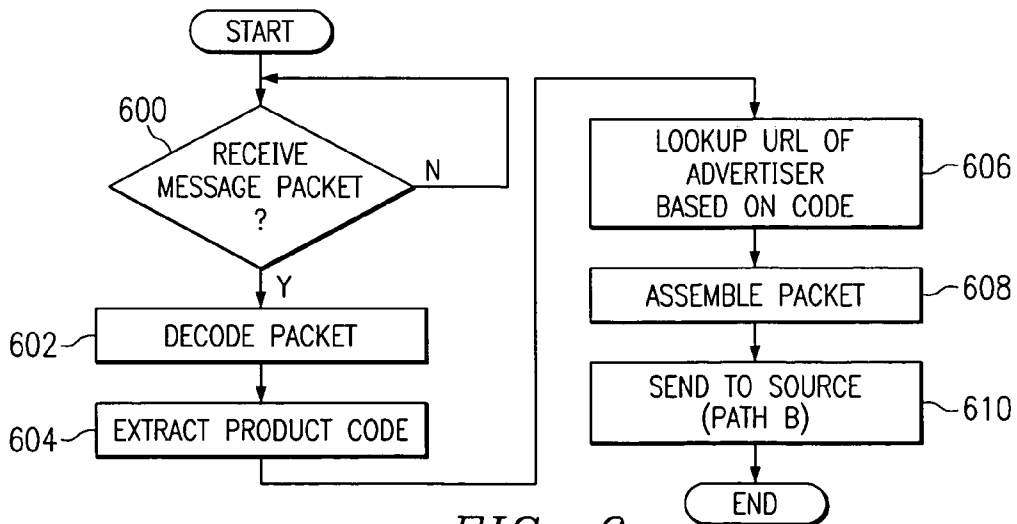 START
600
RECEIVE
MESSAGE PACKET
?
N
Y
602
DECODE PACKET
604
EXTRACT PRODUCT CODE
LOOKUP URL OF
ADVERTISER
BASED ON CODE
606
ASSEMBLE PACKET
608
SEND TO SOURCE
(PATH B)
610
END